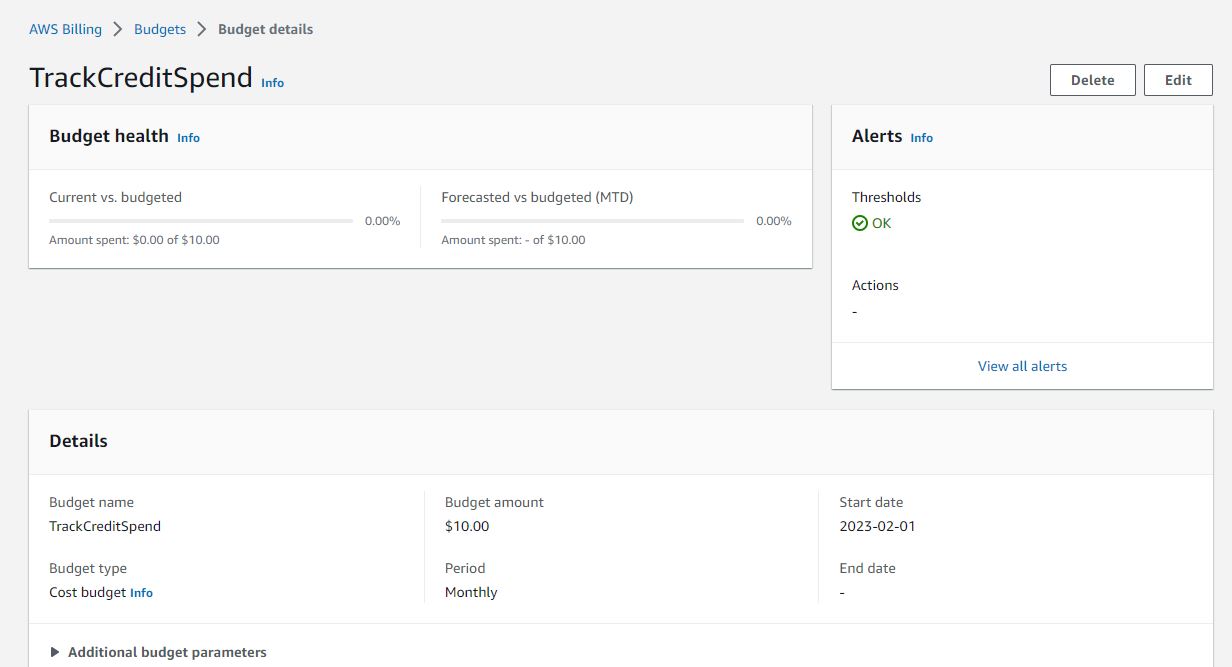 AWS Billing > Budgets > Budget details
TrackCreditSpend Info
Delete Edit
Budget health Info
Current vs. budgeted
0.00%
Amount spent: $0.00 of $10.00
Forecasted vs budgeted (MTD)
0.00%
Amount spent: - of $10.00
Alerts Info
Thresholds
OK
Actions
-
View all alerts
Details
Budget name
TrackCreditSpend
Budget type
Cost budget Info
Budget amount
$10.00
Period
Monthly
Start date
2023-02-01
End date
-
Additional budget parameters